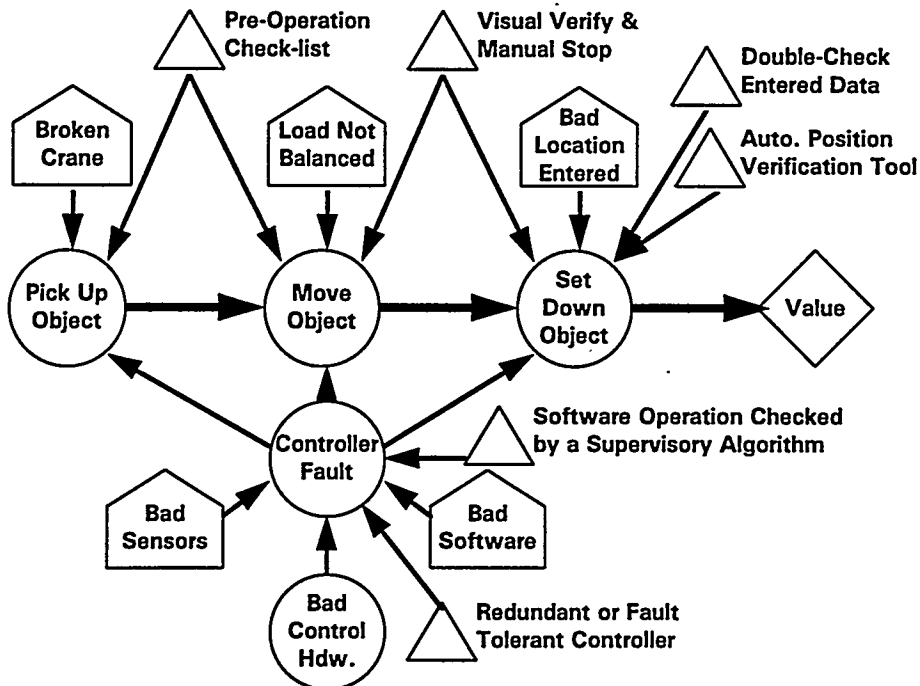 Pre-Operation
Check-list
Visual Verify &
Manual Stop
Double-Check
Entered Data
Broken
Crane
Load Not
Balanced
Bad
Location
Entered
Auto. Position
Verification Tool
Pick Up
Object
Move
Object
Set
Down
Object
Value
Controller
Fault
Software Operation Checked
by a Supervisory Algorithm
Bad
Sensors
Bad
Software
Bad
Control
Hdw.
Redundant or Fault
Tolerant Controller